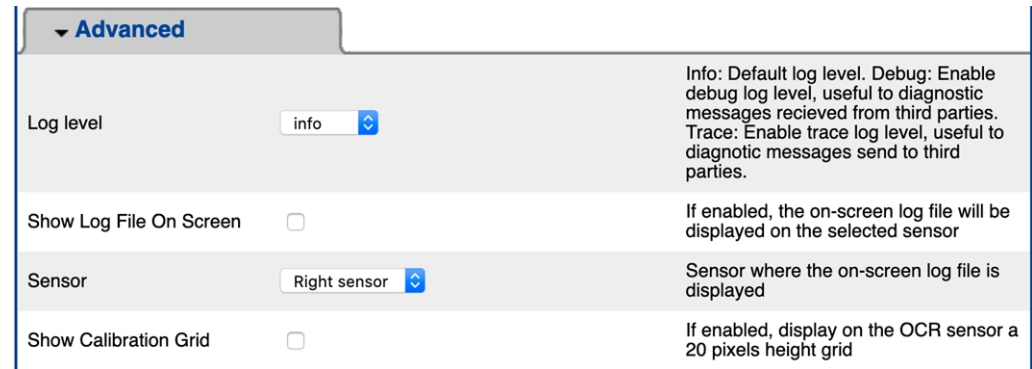 Advanced
Log level
info
Info: Default log level. Debug: Enable
debug log level, useful to diagnostic
messages recieved from third parties.
Trace: Enable trace log level, useful to
diagnotic messages send to third
parties.
Show Log File On Screen
If enabled, the on-screen log file will be
displayed on the selected sensor
Sensor
Right sensor
Sensor where the on-screen log file is
displayed
Show Calibration Grid
If enabled, display on the OCR sensor a
20 pixels height grid